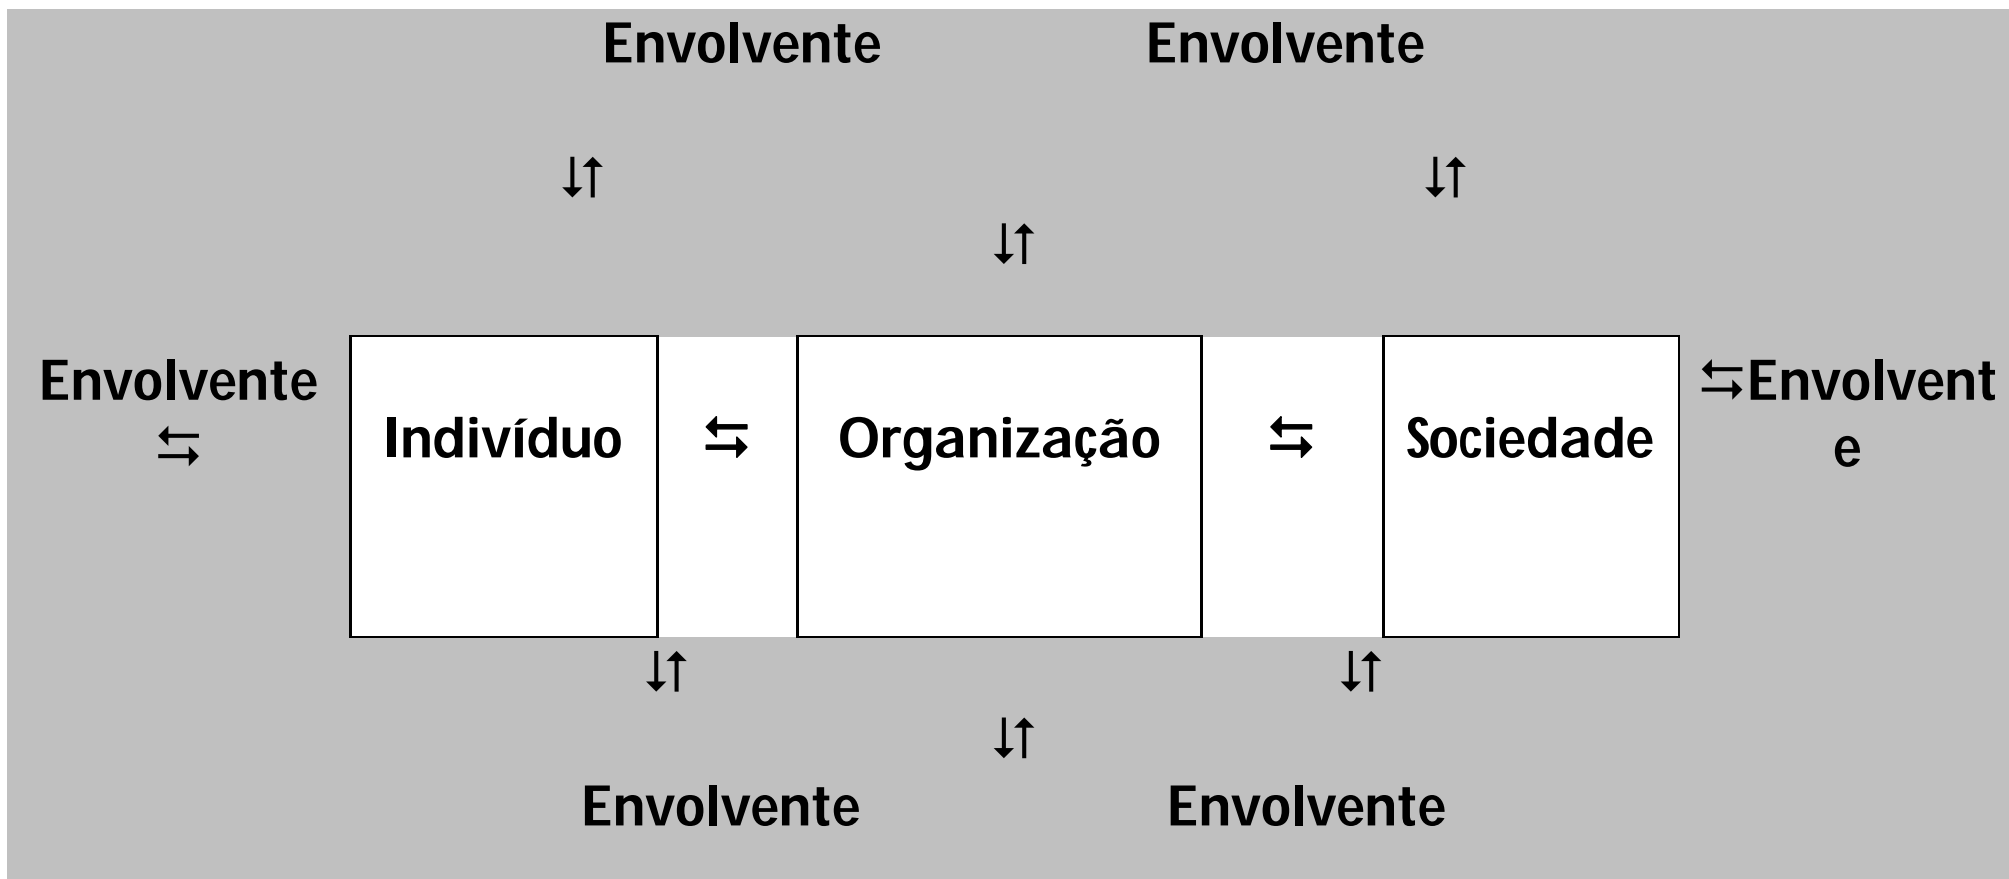 Envolvente Envolvente
↓↑ ↓↑
↓↑
Envolvente
⇆
Indivíduo ⇆ Organização ⇆ Sociedade
⇆Envolvent
e
↓↑ ↓↑
↓↑
Envolvente Envolvente